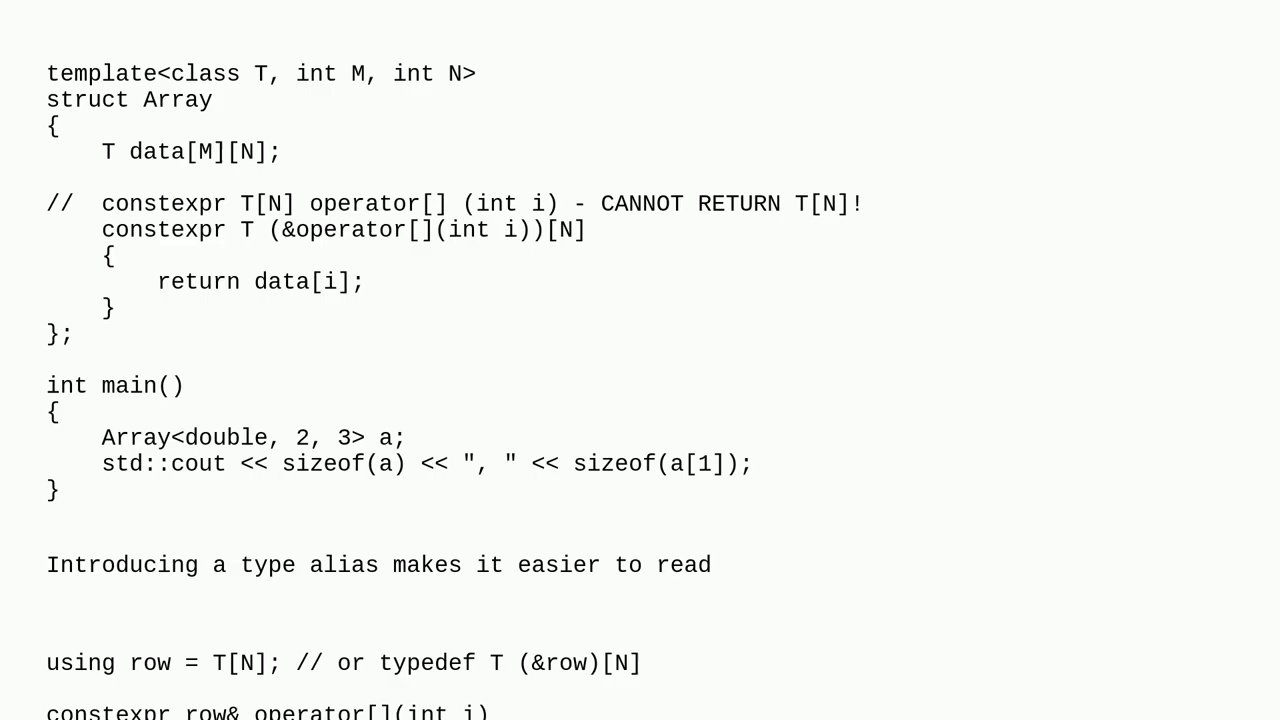 template<class T, int M, int N>
struct Array
{
    T data[M][N];

//  constexpr T[N] operator[] (int i) - CANNOT RETURN T[N]!
    constexpr T (&operator[](int i))[N]
    {
        return data[i];
    }
};

int main()
{
    Array<double, 2, 3> a;
    std::cout << sizeof(a) << ", " << sizeof(a[1]);
}

Introducing a type alias makes it easier to read

using row = T[N]; // or typedef T (&row)[N]

constexpr row& operator[](int i)